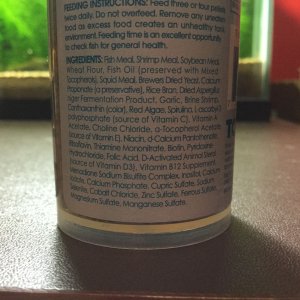 FEEDING INSTRUCTIONS: Feed three or four pellets
twice daily. Do not overfeed. Remove any uneaten
food as excess food creates an unhealthy tank
environment. Feeding time is an excellent opportunity
to check fish for general health.
INGREDIENTS: Fish Meal, Shrimp Meal, Soybean Meal,
Wheat Flour, Fish Oil (preserved with Mixed
Tocopherols), Squid Meal, Brewers Dried Yeast, Calcium
Propionate (a preservative), Rice Bran, Dried Aspergillus
niger Fermentation Product, Garlic, Brine Shrimp,
Canthaxanthin (color), Red Algae, Spirulina, L-ascorbyl-2-
polyphosphate (source of Vitamin C), Vitamin A
Acetate, Choline Chloride, a-Tocopherol Acetate
(source of Vitamin E), Niacin, d-Calcium Pantothenate,
Riboflavin, Thiamine Mononitrate, Biotin, Pyridoxine
Hydrochloride, Folic Acid, D-Activated Animal Sterol
(source of Vitamin D3), Vitamin B12 Supplement,
Menadione Sodium Bisulfite Complex, Inositol, Calcium
Iodate, Calcium Phosphate, Cupric Sulfate, Sodium
Selenite, Cobalt Chloride, Zinc Sulfate, Ferrous Sulfate,
Magnesium Sulfate, Manganese Sulfate.